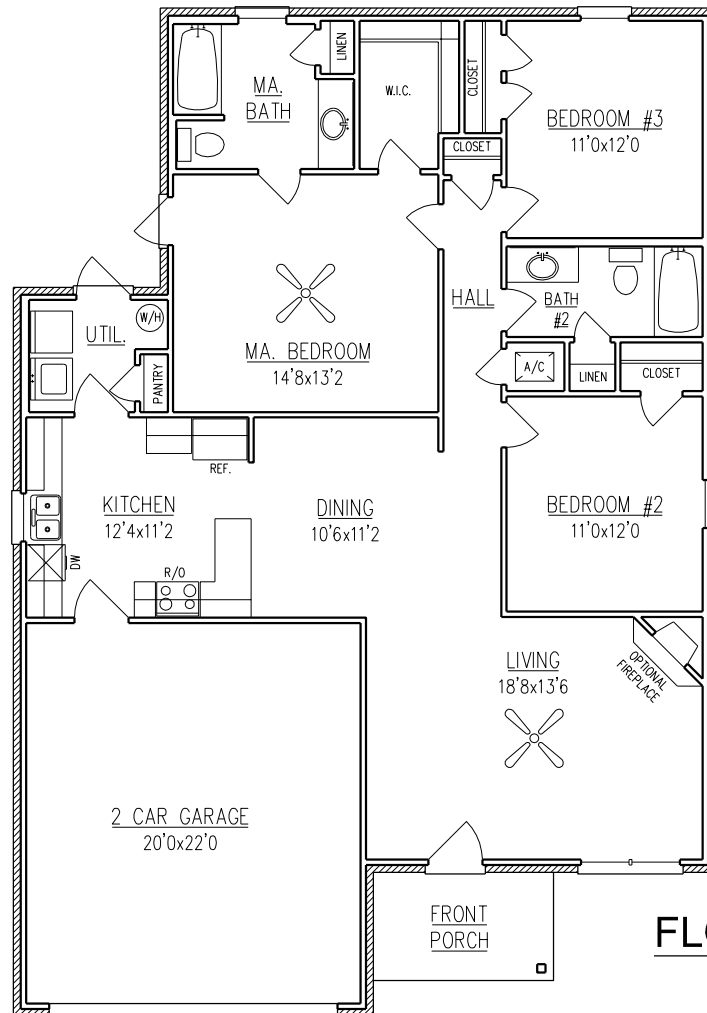 LINEN
MA.
BATH
W.I.C.
CLOSET
BEDROOM #3
11'0x12'0
CLOSET
HALL
BATH
#2
W/H
UTIL.
PANTRY
MA. BEDROOM
14'8x13'2
A/C
LINEN
CLOSET
REF.
KITCHEN
12'4x11'2
DINING
10'6x11'2
BEDROOM #2
11'0x12'0
DW
R/O
LIVING
18'8x13'6
OPTIONAL
FIREPLACE
2 CAR GARAGE
20'0x22'0
FRONT
PORCH